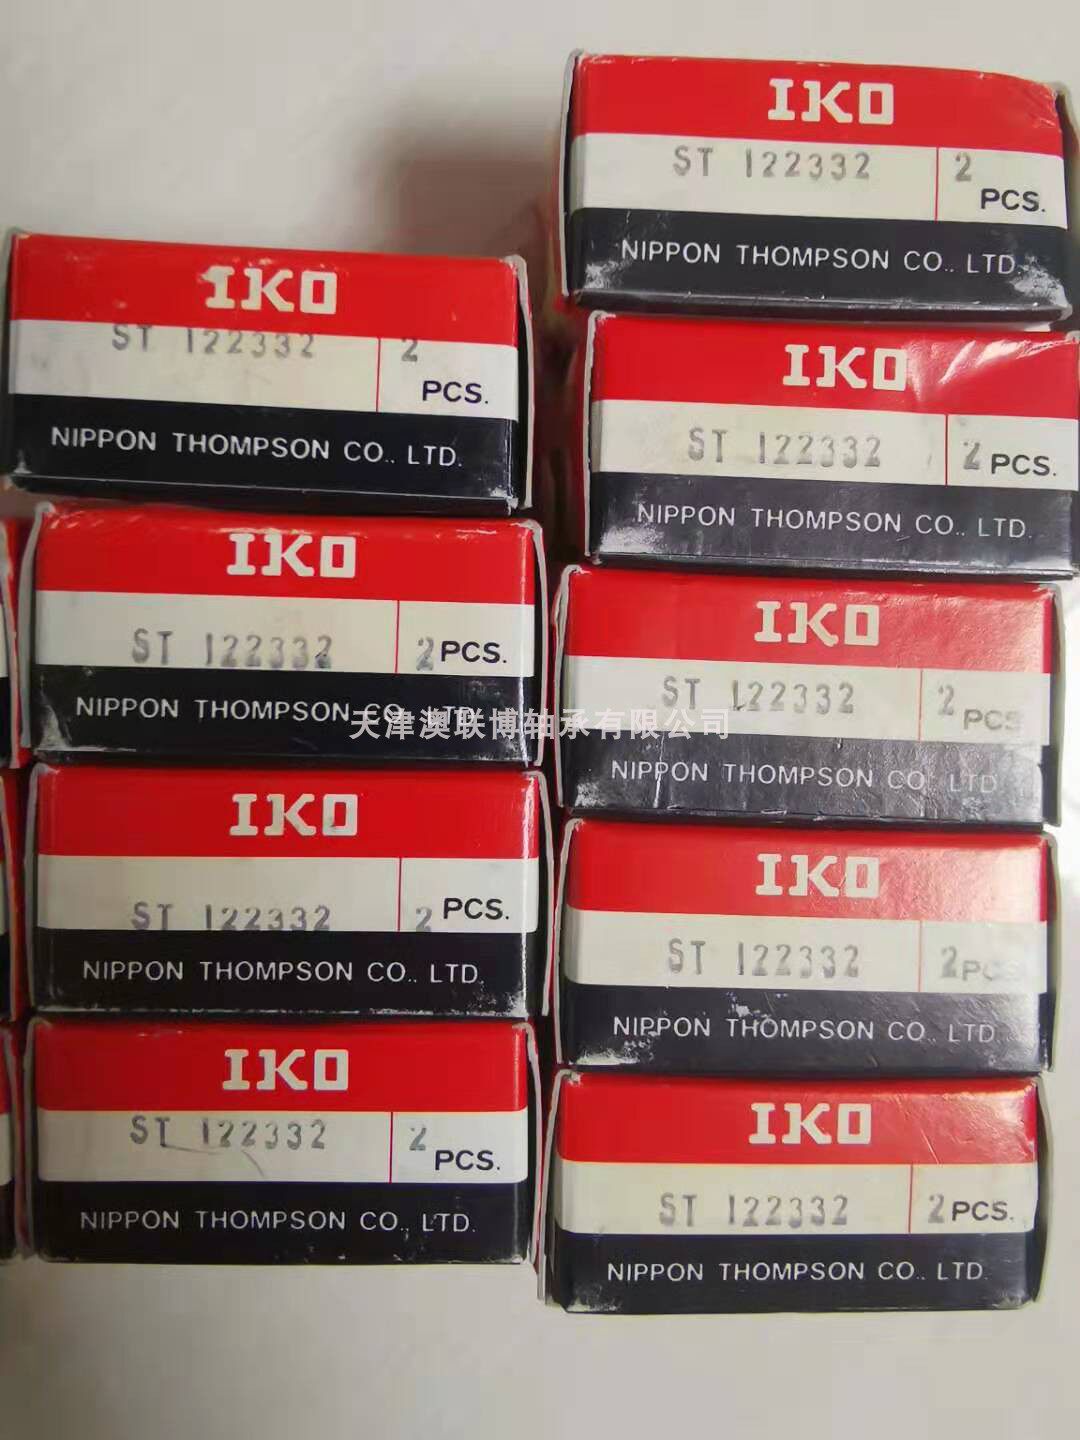 IKO
ST 122332 2
PCS.
NIPPON THOMPSON CO., LTD.
IKO
ST 122332 2 PCS.
NIPPON THOMPSON CO., LTD.
IKO
ST 122332 2 PCS.
NIPPON THOMPSON CO., LTD.
IKO
ST 122332 2
PCS.
NIPPON THOMPSON CO., LTD.
IKO
ST 122332 2
PCS.
NIPPON THOMPSON CO., LTD.
IKO
ST 122332 2 PCS.
NIPPON THOMPSON CO., LTD.
IKO
ST 122332 2 PCS
NIPPON THOMPSON CO. LTD.
IKO
ST 122332 2 PCS
NIPPON THOMPSON CO., LTD.
IKO
ST 122332 2 PCS.
NIPPON THOMPSON CO., LTD.
天津澳联博轴承有限公司